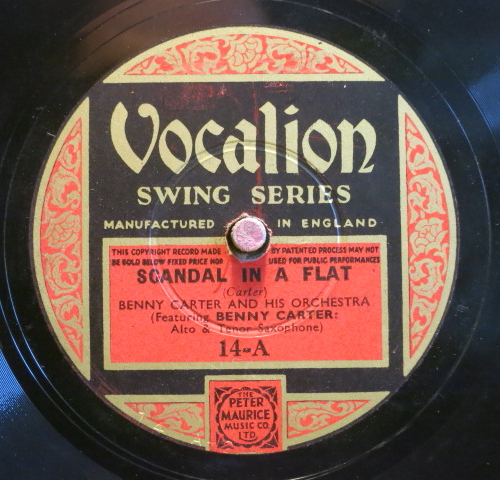 Vocalion
SWING SERIES
MANUFACTURED IN ENGLAND
THIS COPYRIGHT RECORD MADE BY PATENTED PROCESS MAY NOT
BE SOLD BELOW FIXED PRICE NOR USED FOR PUBLIC PERFORMANCES
SCANDAL IN A FLAT
(Carter)
BENNY CARTER AND HIS ORCHESTRA
(Featuring BENNY CARTER:
Alto & Tenor Saxophone)
14-A
THE
PETER
MAURICE
MUSIC CO.
LTD.